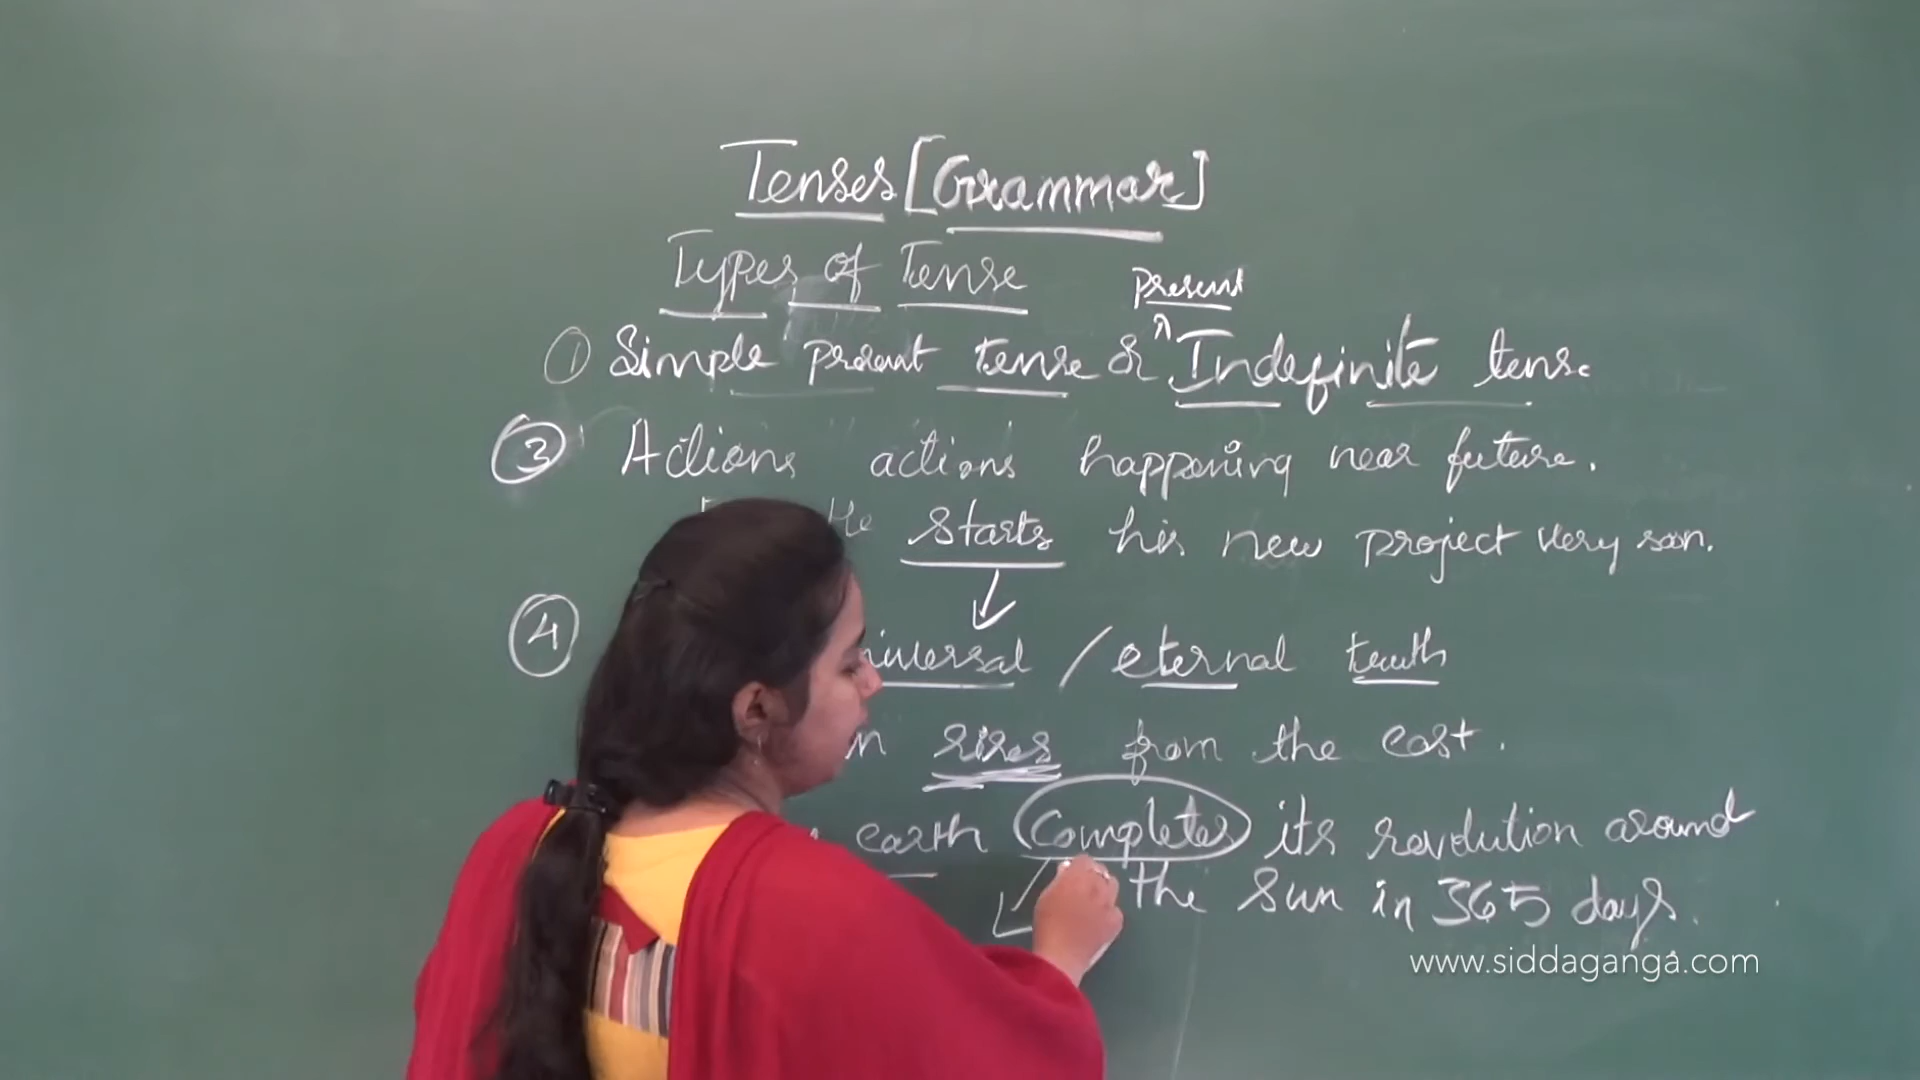 Tenses [Grammar]
Types of Tense
present
① Simple present tense & ^ Indefinite tense
③ Actions actions happening near future.
He starts his new project very soon.
④ universal / eternal truth
rises from the east.
earth completes its revolution around
the sun in 365 days.
www.siddaganga.com